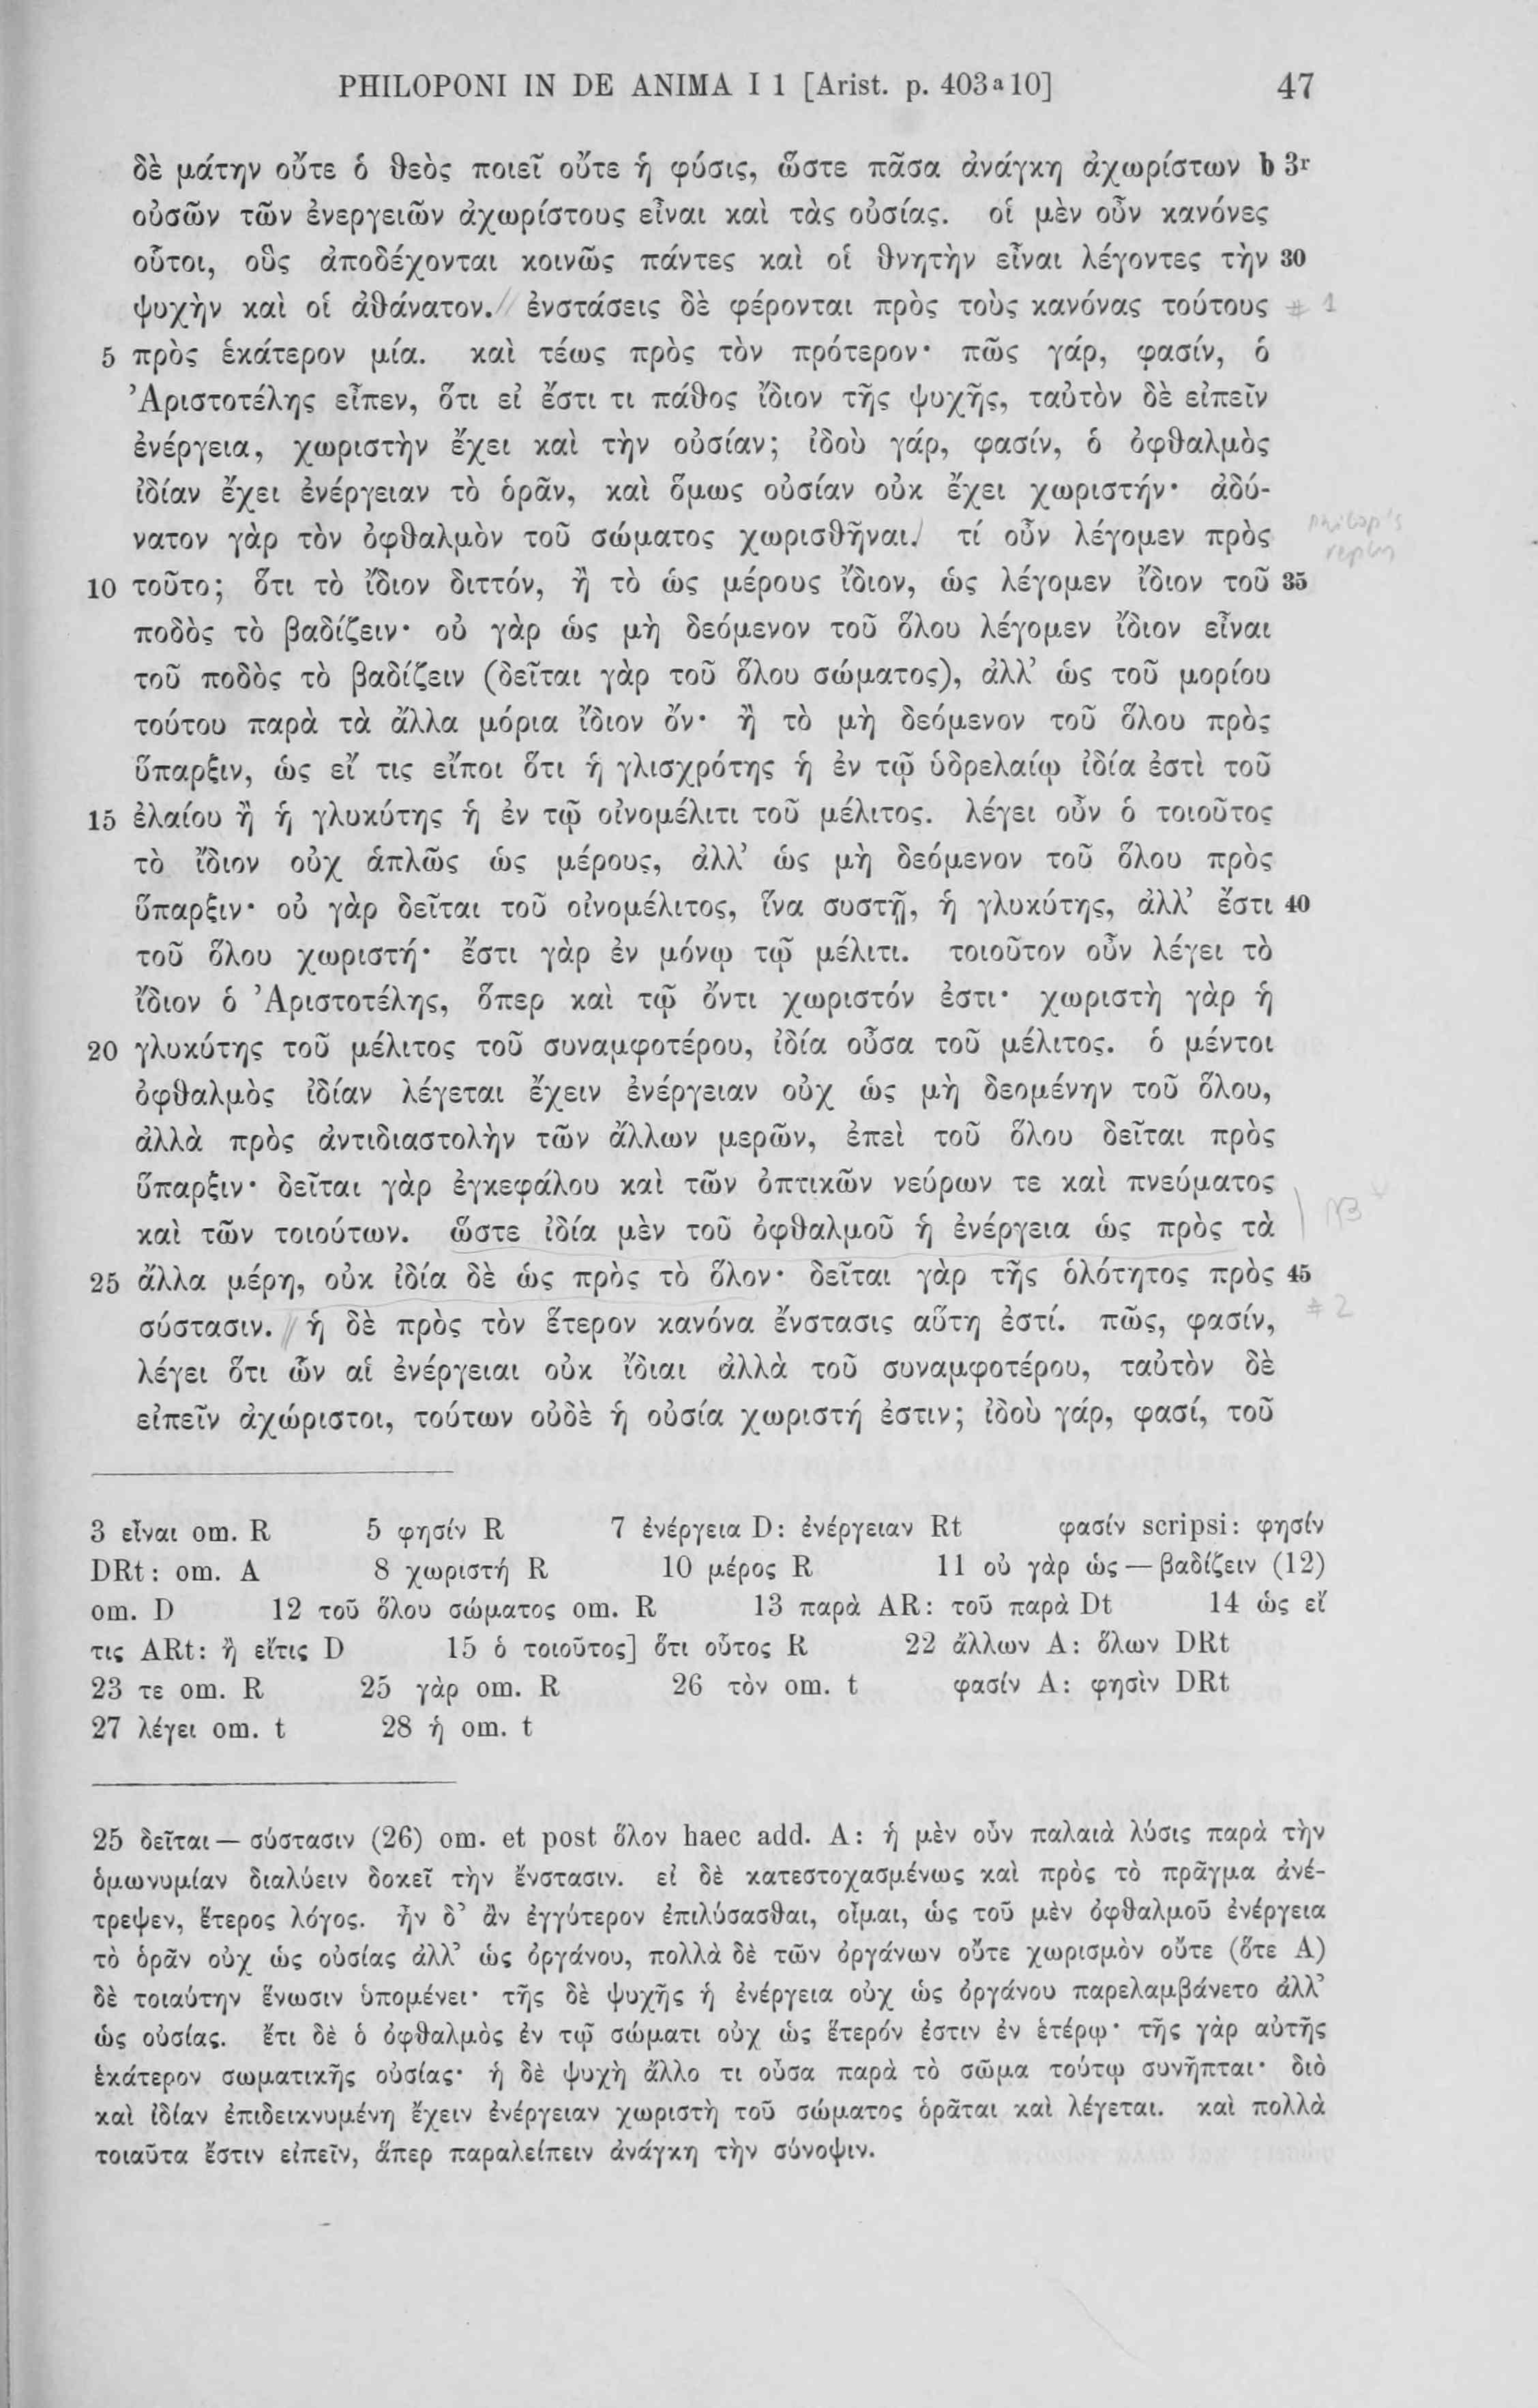 PHILOPONI IN DE ANIMA I 1 [Arist. p. 403a10] 47
δὲ μάτην οὔτε ὁ θεὸς ποιεῖ οὔτε ἡ φύσις, ὥστε πᾶσα ἀνάγκη ἀχωρίστων b 3r
οὐσῶν τῶν ἐνεργειῶν ἀχωρίστους εἶναι καὶ τὰς οὐσίας. οἱ μὲν οὖν κανόνες
οὗτοι, οὓς ἀποδέχονται κοινῶς πάντες καὶ οἱ θνητὴν εἶναι λέγοντες τὴν 30
ψυχὴν καὶ οἱ ἀθάνατον. // ἐνστάσεις δὲ φέρονται πρὸς τοὺς κανόνας τούτους # 1
5 πρὸς ἑκάτερον μία. καὶ τέως πρὸς τὸν πρότερον· πῶς γάρ, φασίν, ὁ
Ἀριστοτέλης εἶπεν, ὅτι εἰ ἔστι τι πάθος ἴδιον τῆς ψυχῆς, ταὐτὸν δὲ εἰπεῖν
ἐνέργεια, χωριστὴν ἔχει καὶ τὴν οὐσίαν; ἰδοὺ γάρ, φασίν, ὁ ὀφθαλμὸς
ἰδίαν ἔχει ἐνέργειαν τὸ ὁρᾶν, καὶ ὅμως οὐσίαν οὐκ ἔχει χωριστήν· ἀδύ-
νατον γὰρ τὸν ὀφθαλμὸν τοῦ σώματος χωρισθῆναι. / τί οὖν λέγομεν πρὸς Philop's
10 τοῦτο; ὅτι τὸ ἴδιον διττόν, ἢ τὸ ὡς μέρους ἴδιον, ὡς λέγομεν ἴδιον τοῦ 35
ποδὸς τὸ βαδίζειν· οὐ γὰρ ὡς μὴ δεόμενον τοῦ ὅλου λέγομεν ἴδιον εἶναι
τοῦ ποδὸς τὸ βαδίζειν (δεῖται γὰρ τοῦ ὅλου σώματος), ἀλλ’ ὡς τοῦ μορίου
τούτου παρὰ τὰ ἄλλα μόρια ἴδιον ὄν· ἢ τὸ μὴ δεόμενον τοῦ ὅλου πρὸς
ὕπαρξιν, ὡς εἴ τις εἴποι ὅτι ἡ γλισχρότης ἡ ἐν τῷ ὑδρελαίῳ ἰδία ἐστὶ τοῦ
15 ἐλαίου ἢ ἡ γλυκύτης ἡ ἐν τῷ οἰνομέλιτι τοῦ μέλιτος. λέγει οὖν ὁ τοιοῦτος
τὸ ἴδιον οὐχ ἁπλῶς ὡς μέρους, ἀλλ’ ὡς μὴ δεόμενον τοῦ ὅλου πρὸς
ὕπαρξιν· οὐ γὰρ δεῖται τοῦ οἰνομέλιτος, ἵνα συστῇ, ἡ γλυκύτης, ἀλλ’ ἔστι 40
τοῦ ὅλου χωριστή· ἔστι γὰρ ἐν μόνῳ τῷ μέλιτι. τοιοῦτον οὖν λέγει τὸ
ἴδιον ὁ Ἀριστοτέλης, ὅπερ καὶ τῷ ὄντι χωριστόν ἐστι· χωριστὴ γὰρ ἡ
20 γλυκύτης τοῦ μέλιτος τοῦ συναμφοτέρου, ἰδία οὖσα τοῦ μέλιτος. ὁ μέντοι
ὀφθαλμὸς ἰδίαν λέγεται ἔχειν ἐνέργειαν οὐχ ὡς μὴ δεομένην τοῦ ὅλου,
ἀλλὰ πρὸς ἀντιδιαστολὴν τῶν ἄλλων μερῶν, ἐπεὶ τοῦ ὅλου δεῖται πρὸς
ὕπαρξιν· δεῖται γὰρ ἐγκεφάλου καὶ τῶν ὀπτικῶν νεύρων τε καὶ πνεύματος
καὶ τῶν τοιούτων. ὥστε ἰδία μὲν τοῦ ὀφθαλμοῦ ἡ ἐνέργεια ὡς πρὸς τὰ NB
25 ἄλλα μέρη, οὐκ ἰδία δὲ ὡς πρὸς τὸ ὅλον· δεῖται γὰρ τῆς ὁλότητος πρὸς 45
σύστασιν. // ἡ δὲ πρὸς τὸν ἕτερον κανόνα ἔνστασις αὕτη ἐστί. πῶς, φασίν, # 2
λέγει ὅτι ὧν αἱ ἐνέργειαι οὐκ ἴδιαι ἀλλὰ τοῦ συναμφοτέρου, ταὐτὸν δὲ
εἰπεῖν ἀχώριστοι, τούτων οὐδὲ ἡ οὐσία χωριστή ἐστιν; ἰδοὺ γάρ, φασί, τοῦ
3 εἶναι om. R 5 φησίν R 7 ἐνέργεια D: ἐνέργειαν Rt φασίν scripsi: φησίν
DRt: om. A 8 χωριστή R 10 μέρος R 11 οὐ γὰρ ὡς — βαδίζειν (12)
om. D 12 τοῦ ὅλου σώματος om. R 13 παρὰ AR: τοῦ παρὰ Dt 14 ὡς εἴ
τις ARt: ἢ εἴτις D 15 ὁ τοιοῦτος] ὅτι οὗτος R 22 ἄλλων A: ὅλων DRt
23 τε om. R 25 γὰρ om. R 26 τὸν om. t φασίν A: φησὶν DRt
27 λέγει om. t 28 ἡ om. t
25 δεῖται — σύστασιν (26) om. et post ὅλον haec add. A: ἡ μὲν οὖν παλαιὰ λύσις παρὰ τὴν
ὁμωνυμίαν διαλύειν δοκεῖ τὴν ἔνστασιν. εἰ δὲ κατεστοχασμένως καὶ πρὸς τὸ πρᾶγμα ἀνέ-
τρεψεν, ἕτερος λόγος. ἦν δ’ ἂν ἐγγύτερον ἐπιλύσασθαι, οἶμαι, ὡς τοῦ μὲν ὀφθαλμοῦ ἐνέργεια
τὸ ὁρᾶν οὐχ ὡς οὐσίας ἀλλ’ ὡς ὀργάνου, πολλὰ δὲ τῶν ὀργάνων οὔτε χωρισμὸν οὔτε (ὅτε A)
δὲ τοιαύτην ἕνωσιν ὑπομένει· τῆς δὲ ψυχῆς ἡ ἐνέργεια οὐχ ὡς ὀργάνου παρελαμβάνετο ἀλλ’
ὡς οὐσίας. ἔτι δὲ ὁ ὀφθαλμὸς ἐν τῷ σώματι οὐχ ὡς ἕτερόν ἐστιν ἐν ἑτέρῳ· τῆς γὰρ αὐτῆς
ἑκάτερον σωματικῆς οὐσίας· ἡ δὲ ψυχὴ ἄλλο τι οὖσα παρὰ τὸ σῶμα τούτῳ συνῆπται· διὸ
καὶ ἰδίαν ἐπιδεικνυμένη ἔχειν ἐνέργειαν χωριστὴ τοῦ σώματος ὁρᾶται καὶ λέγεται. καὶ πολλὰ
τοιαῦτα ἔστιν εἰπεῖν, ἅπερ παραλείπειν ἀνάγκη τὴν σύνοψιν.